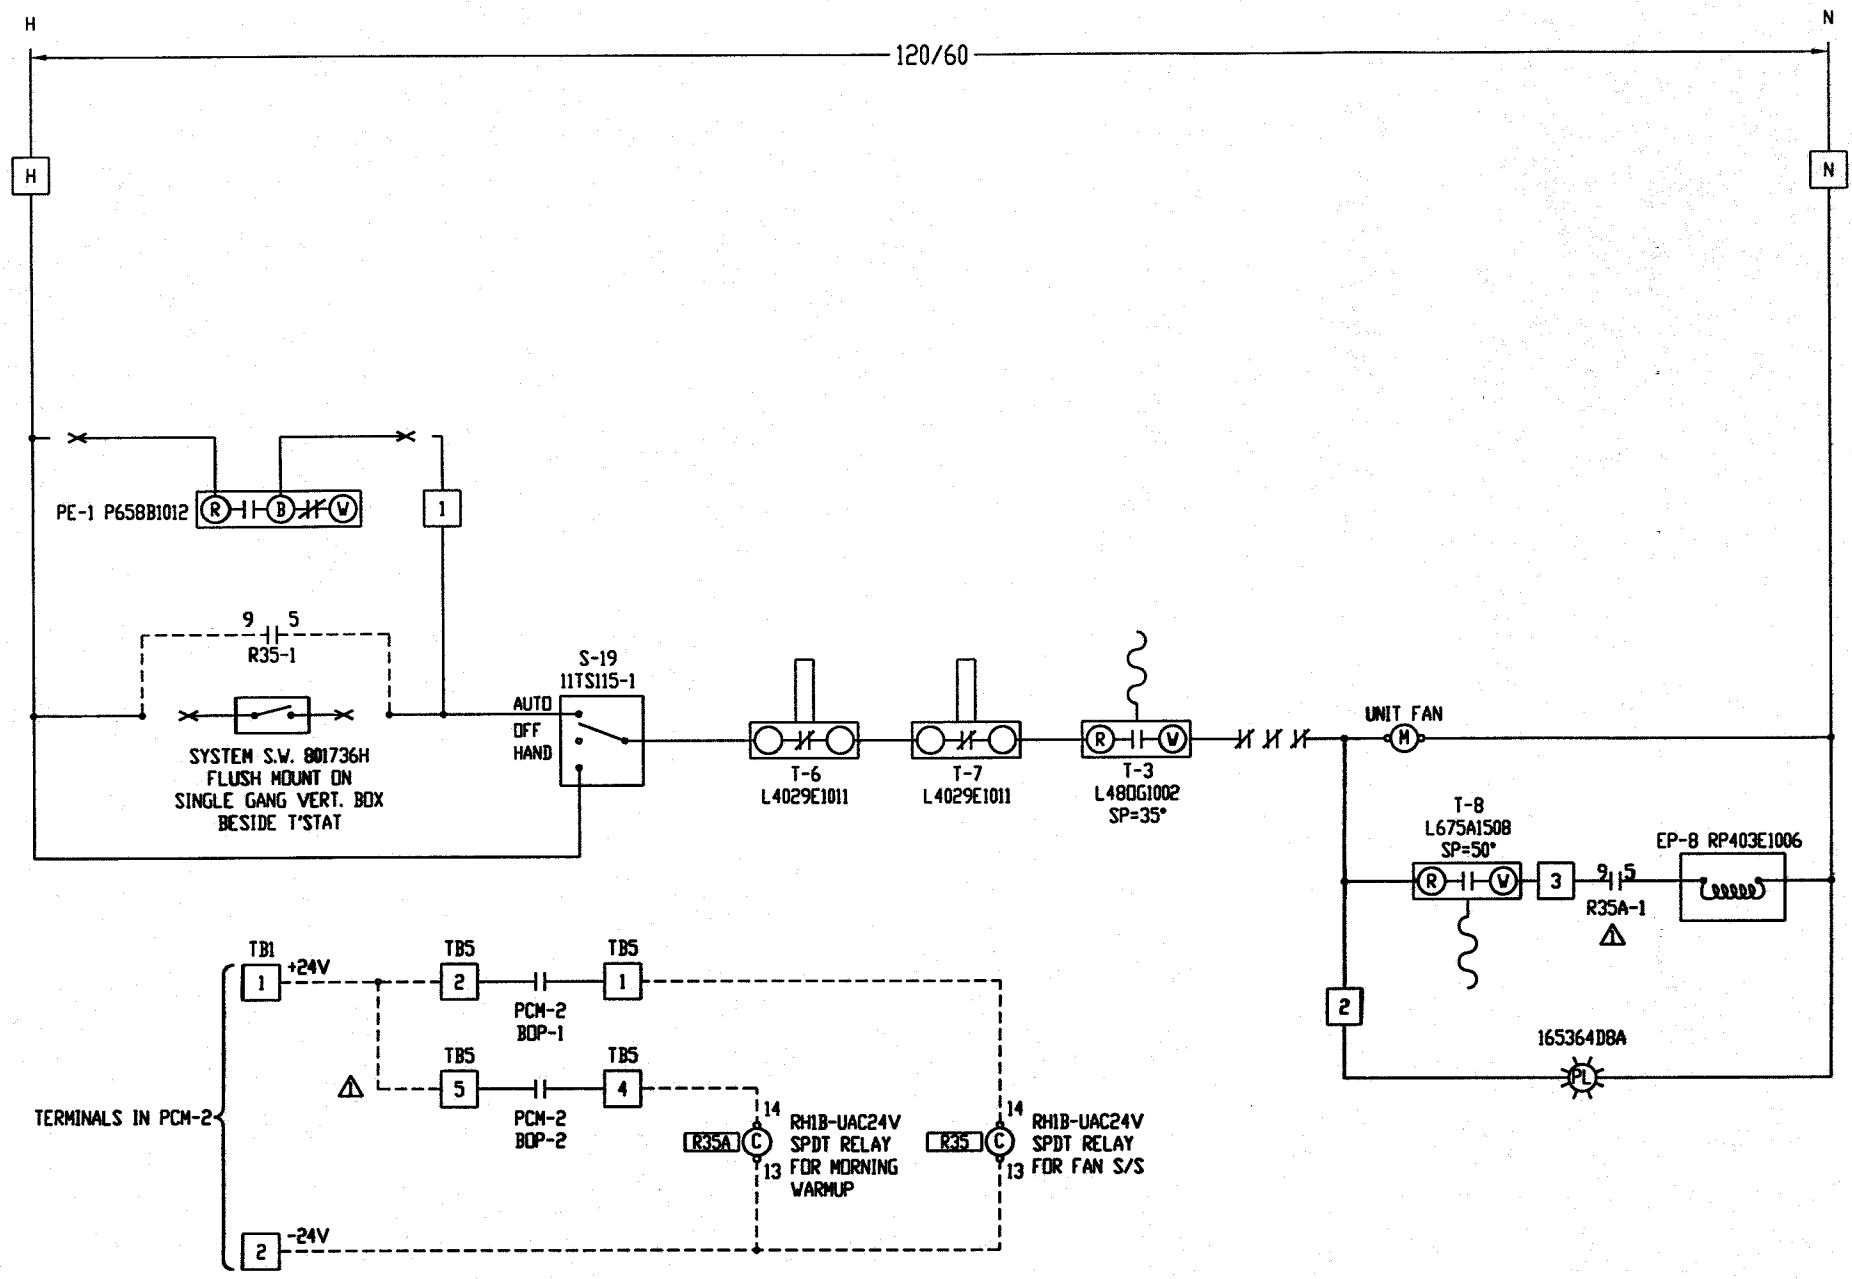 H
N
120/60
H
N
PE-1 P658B1012
R
B
W
1
9 5
R35-1
SYSTEM S.W. 801736H
FLUSH MOUNT ON
SINGLE GANG VERT. BOX
BESIDE T'STAT
S-19
11TS115-1
AUTO
OFF
HAND
T-6
L4029E1011
T-7
L4029E1011
R
W
T-3
L480G1002
SP=35°
UNIT FAN
M
T-8
L675A1508
SP=50°
R
W
3
9 5
R35A-1
1
EP-8 RP403E1006
2
165364D8A
PL
TERMINALS IN PCM-2
TB1
1
+24V
TB5
2
PCM-2
BOP-1
TB5
1
1
TB5
5
PCM-2
BOP-2
TB5
4
14
R35A
C
13
RH1B-UAC24V
SPDT RELAY
FOR MORNING
WARMUP
14
R35
C
13
RH1B-UAC24V
SPDT RELAY
FOR FAN S/S
2
-24V